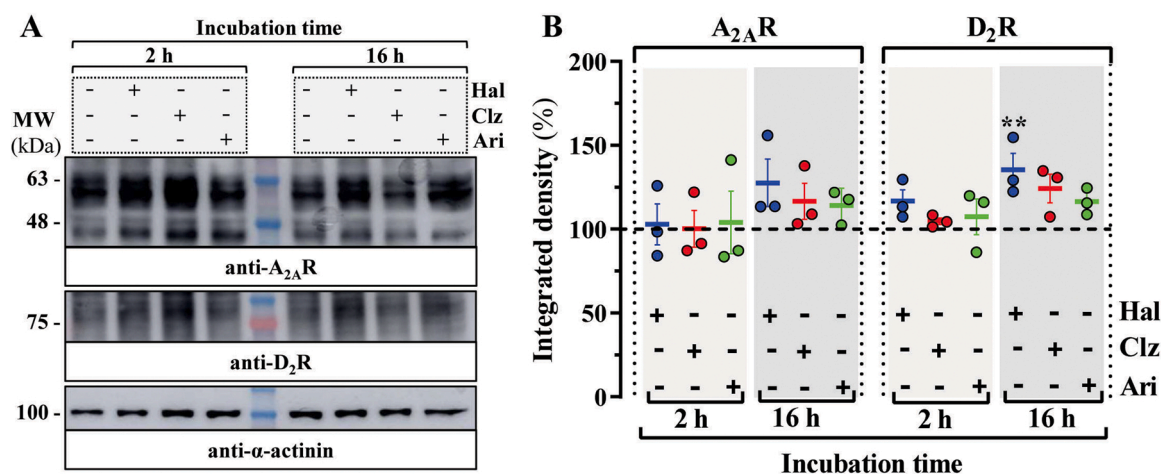 A
Incubation time
2 h 16 h
- + - - - + - - Hal
MW - - + - - - + - Clz
(kDa) - - - + - - - + Ari
63 -
48 -
anti-A₂ₐR
75 -
anti-D₂R
100 -
anti-α-actinin
B
A₂ₐR D₂R
Integrated density (%)
200
150
100
50
0
**
+ - - + - - + - - + - - Hal
- + - - + - - + - - + - Clz
- - + - - + - - + - - + Ari
2 h 16 h 2 h 16 h
Incubation time